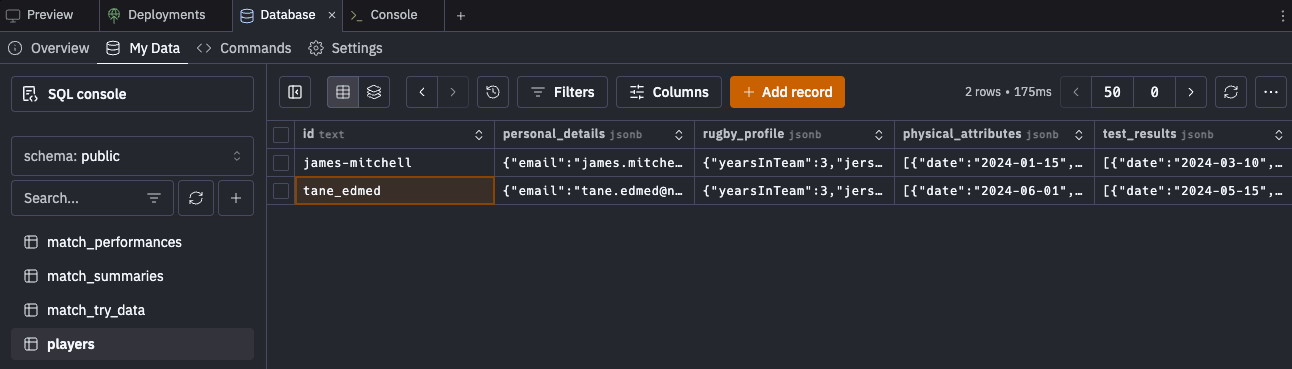 Preview Deployments Database × Console +
Overview My Data Commands Settings
SQL console
schema: public
Search...
match_performances
match_summaries
match_try_data
players
Filters Columns + Add record 2 rows • 175ms 50 0
id text personal_details jsonb rugby_profile jsonb physical_attributes jsonb test_results jsonb
james-mitchell {"email":"james.mitche… {"yearsInTeam":3,"jers… [{"date":"2024-01-15",… [{"date":"2024-03-10",…
tane_edmed {"email":"tane.edmed@n… {"yearsInTeam":3,"jers… [{"date":"2024-06-01",… [{"date":"2024-05-15",…